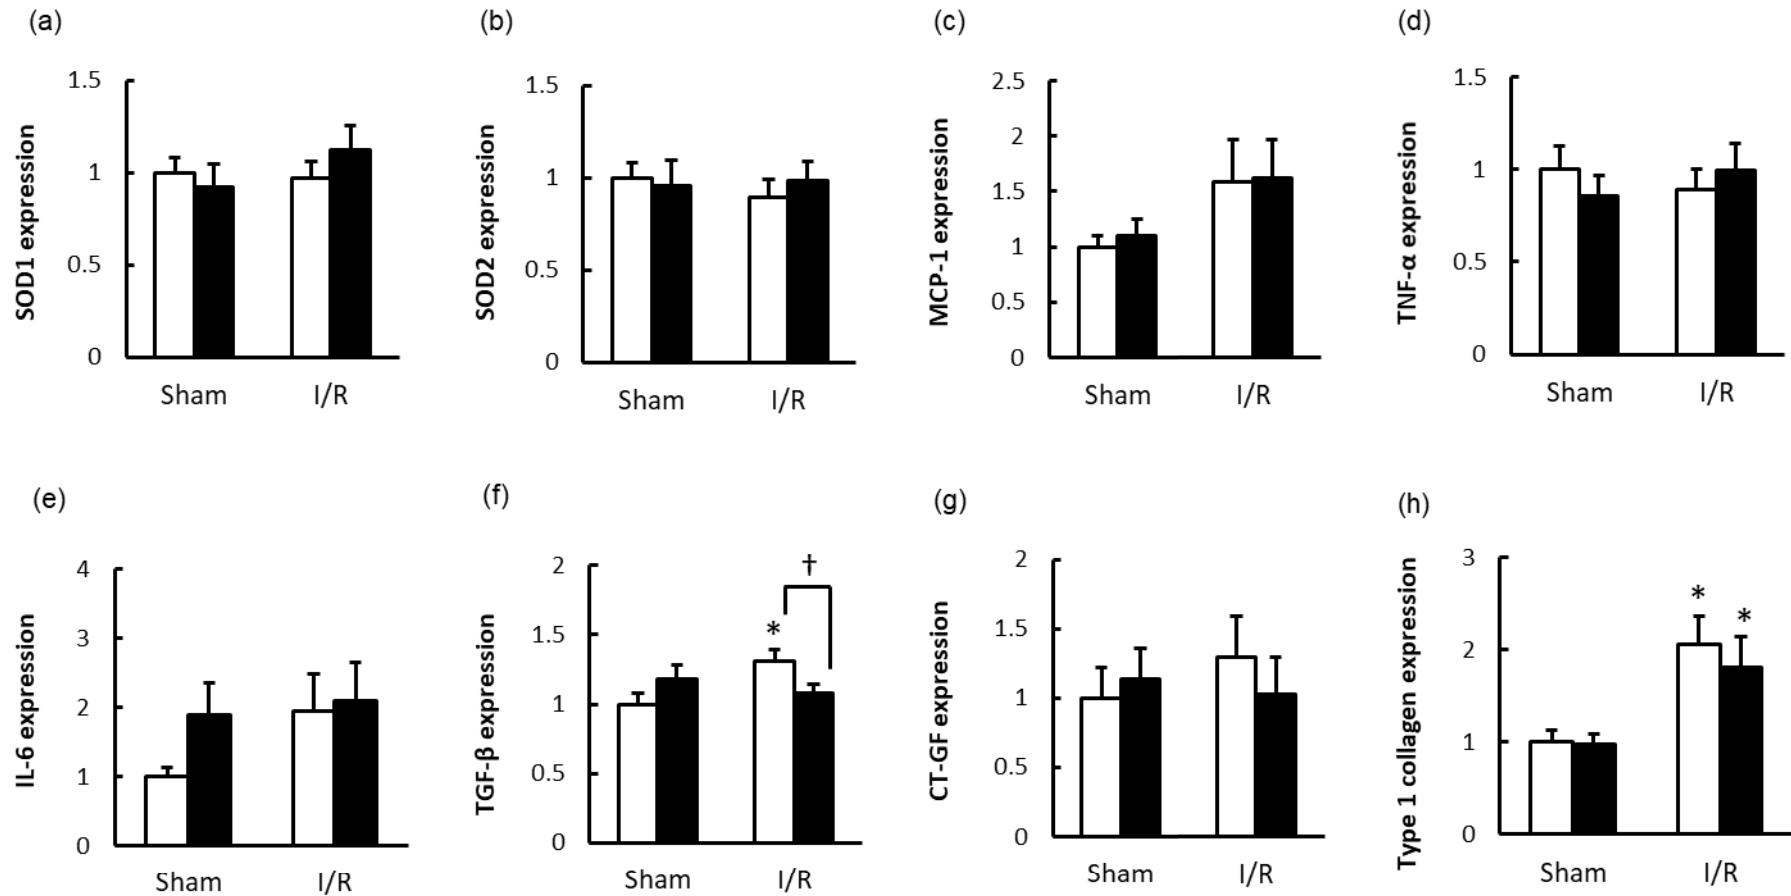 (a)
SOD1 expression
1.5
1
0.5
0
Sham
I/R
(b)
SOD2 expression
1.5
1
0.5
0
Sham
I/R
(c)
MCP-1 expression
2.5
2
1.5
1
0.5
0
Sham
I/R
(d)
TNF-α expression
1.5
1
0.5
0
Sham
I/R
(e)
IL-6 expression
4
3
2
1
0
Sham
I/R
(f)
TGF-β expression
2
1.5
1
0.5
0
*
†
Sham
I/R
(g)
CT-GF expression
2
1.5
1
0.5
0
Sham
I/R
(h)
Type 1 collagen expression
3
2
1
0
*
*
Sham
I/R